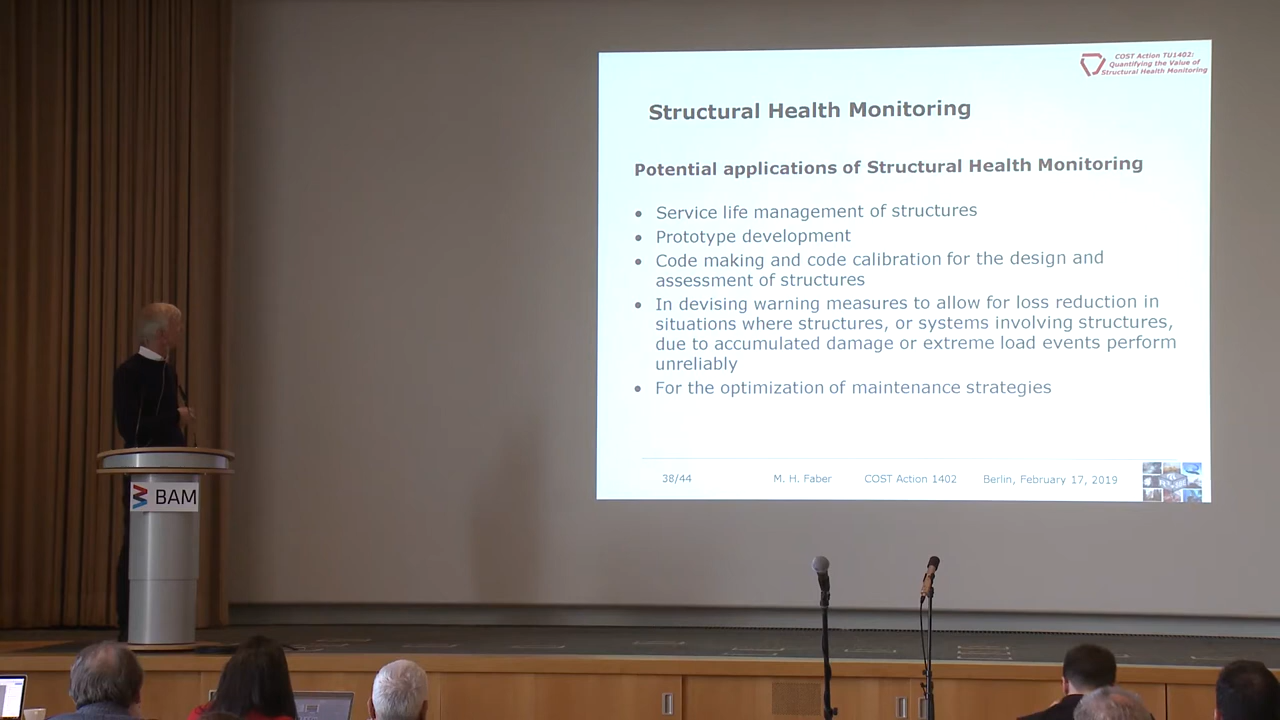 COST Action TU1402:
Quantifying the Value of
Structural Health Monitoring
Structural Health Monitoring
Potential applications of Structural Health Monitoring
• Service life management of structures
• Prototype development
• Code making and code calibration for the design and
assessment of structures
• In devising warning measures to allow for loss reduction in
situations where structures, or systems involving structures,
due to accumulated damage or extreme load events perform
unreliably
• For the optimization of maintenance strategies
38/44 M. H. Faber COST Action 1402 Berlin, February 17, 2019
BAM